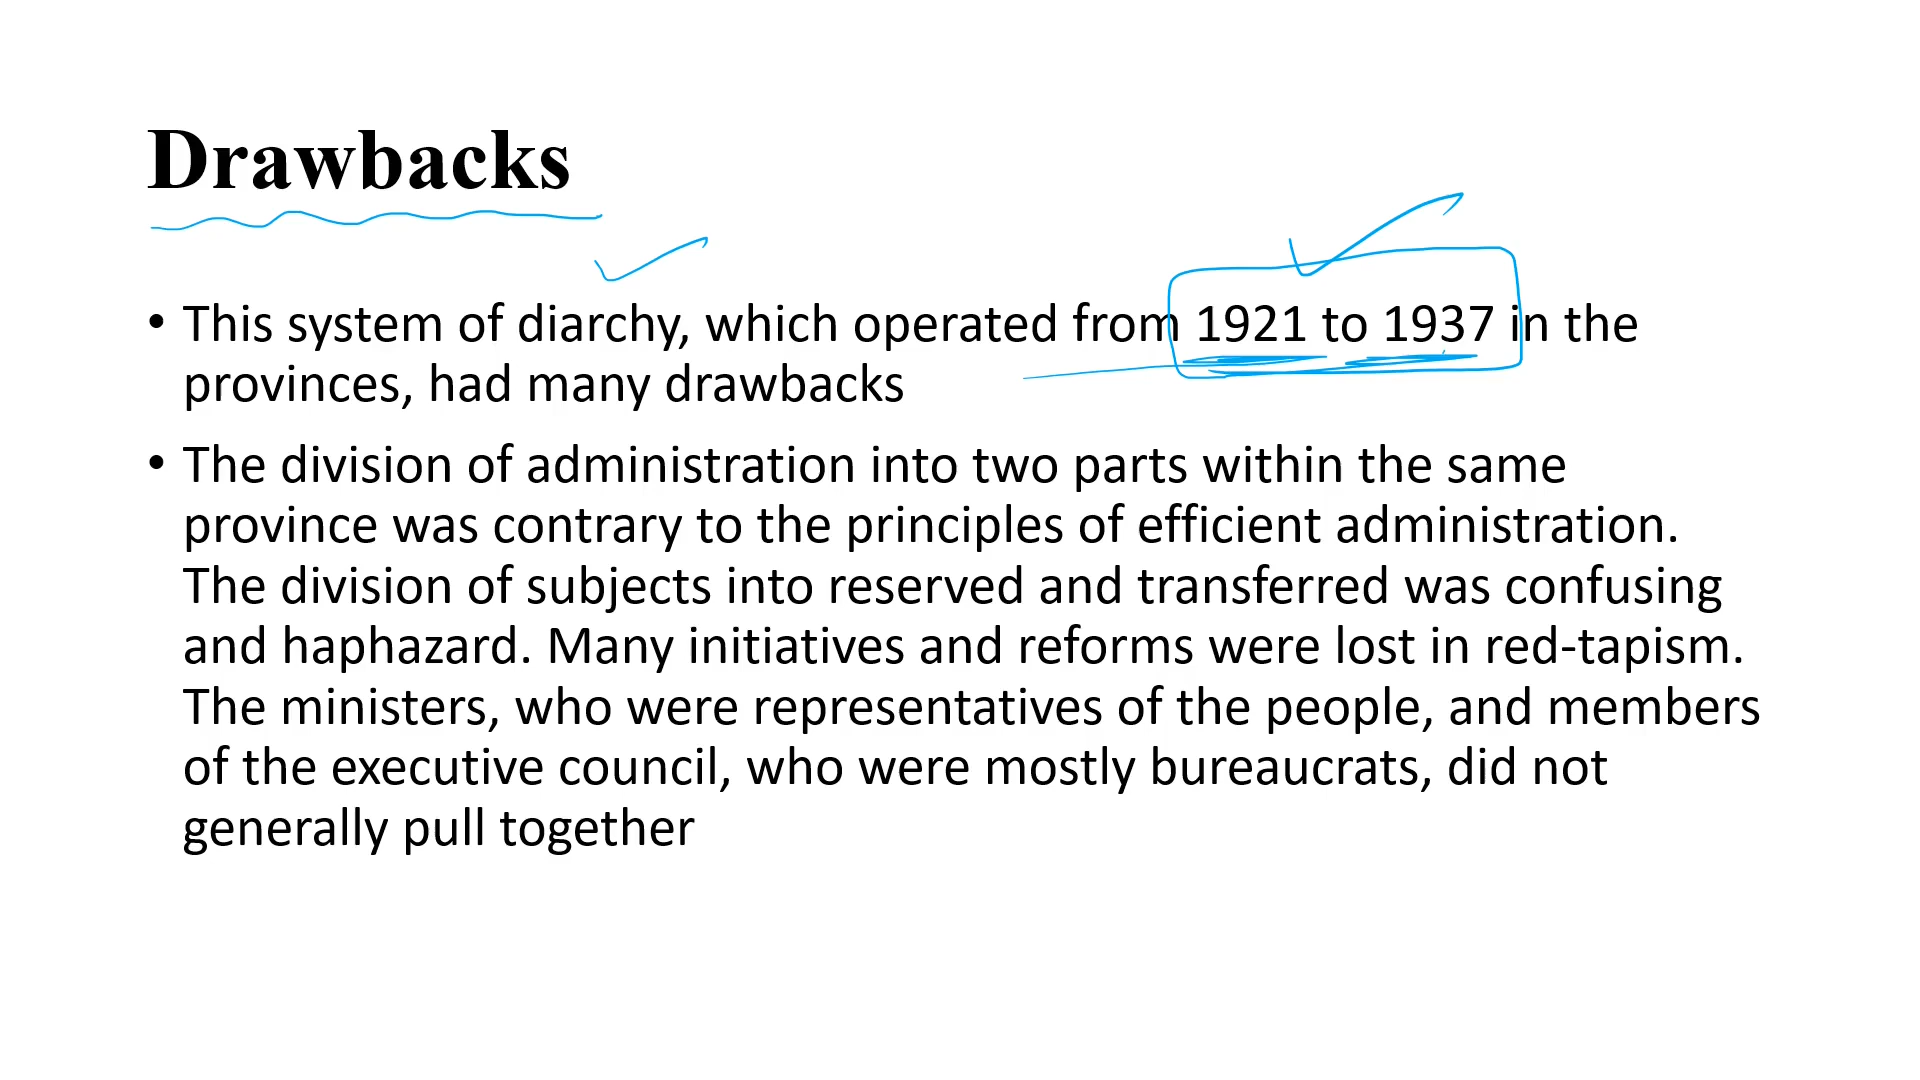 Drawbacks
• This system of diarchy, which operated from 1921 to 1937 in the
provinces, had many drawbacks
• The division of administration into two parts within the same
province was contrary to the principles of efficient administration.
The division of subjects into reserved and transferred was confusing
and haphazard. Many initiatives and reforms were lost in red-tapism.
The ministers, who were representatives of the people, and members
of the executive council, who were mostly bureaucrats, did not
generally pull together